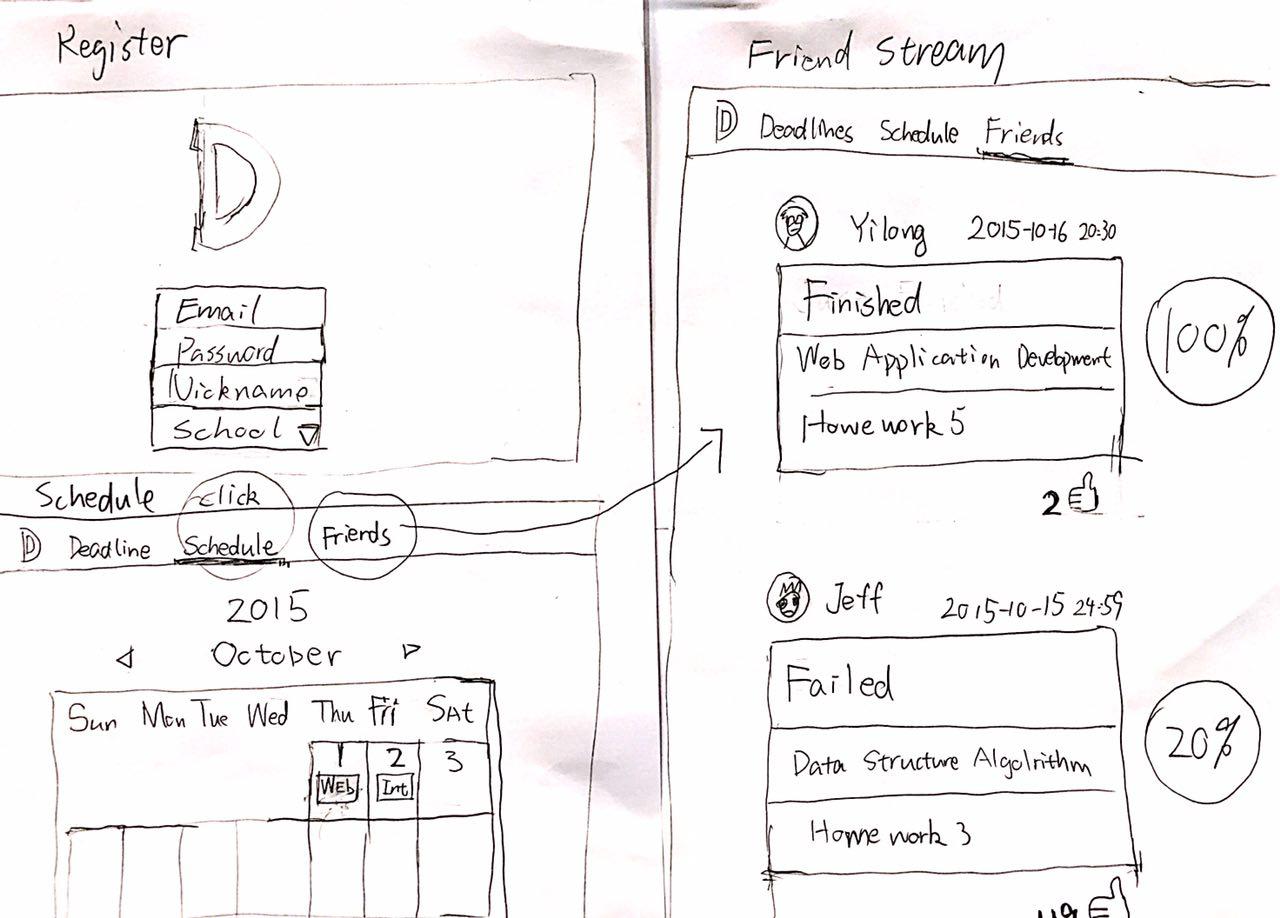 Register
D
Email
Password
Nickname
School
Schedule click
D Deadline Schedule Friends
2015
October
Sun Mon Tue Wed Thu Fri SAt
1 2 3
WEb Int
Friend Stream
D Deadlines Schedule Friends
Yilong 2015-10-16 20:30
Finished
100%
Web Application Development
Homework 5
2
Jeff 2015-10-15 24:59
Failed
20%
Data Structure Algolrithm
Homework 3